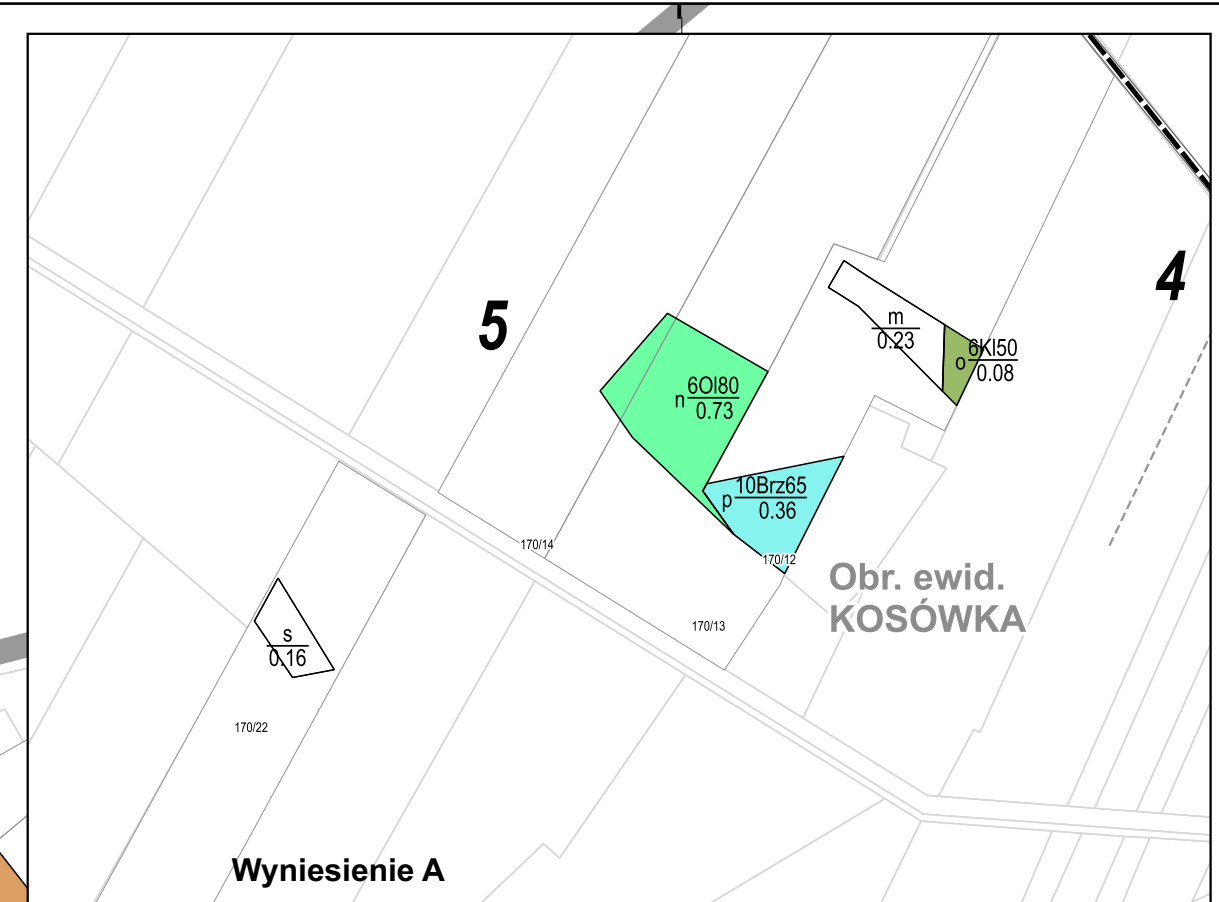 4
5
m
0.23
o 6Kl50
0.08
n 6Ol80
0.73
p 10Brz65
0.36
170/14
170/12
Obr. ewid.
KOSÓWKA
170/13
s
0.16
170/22
Wyniesienie A